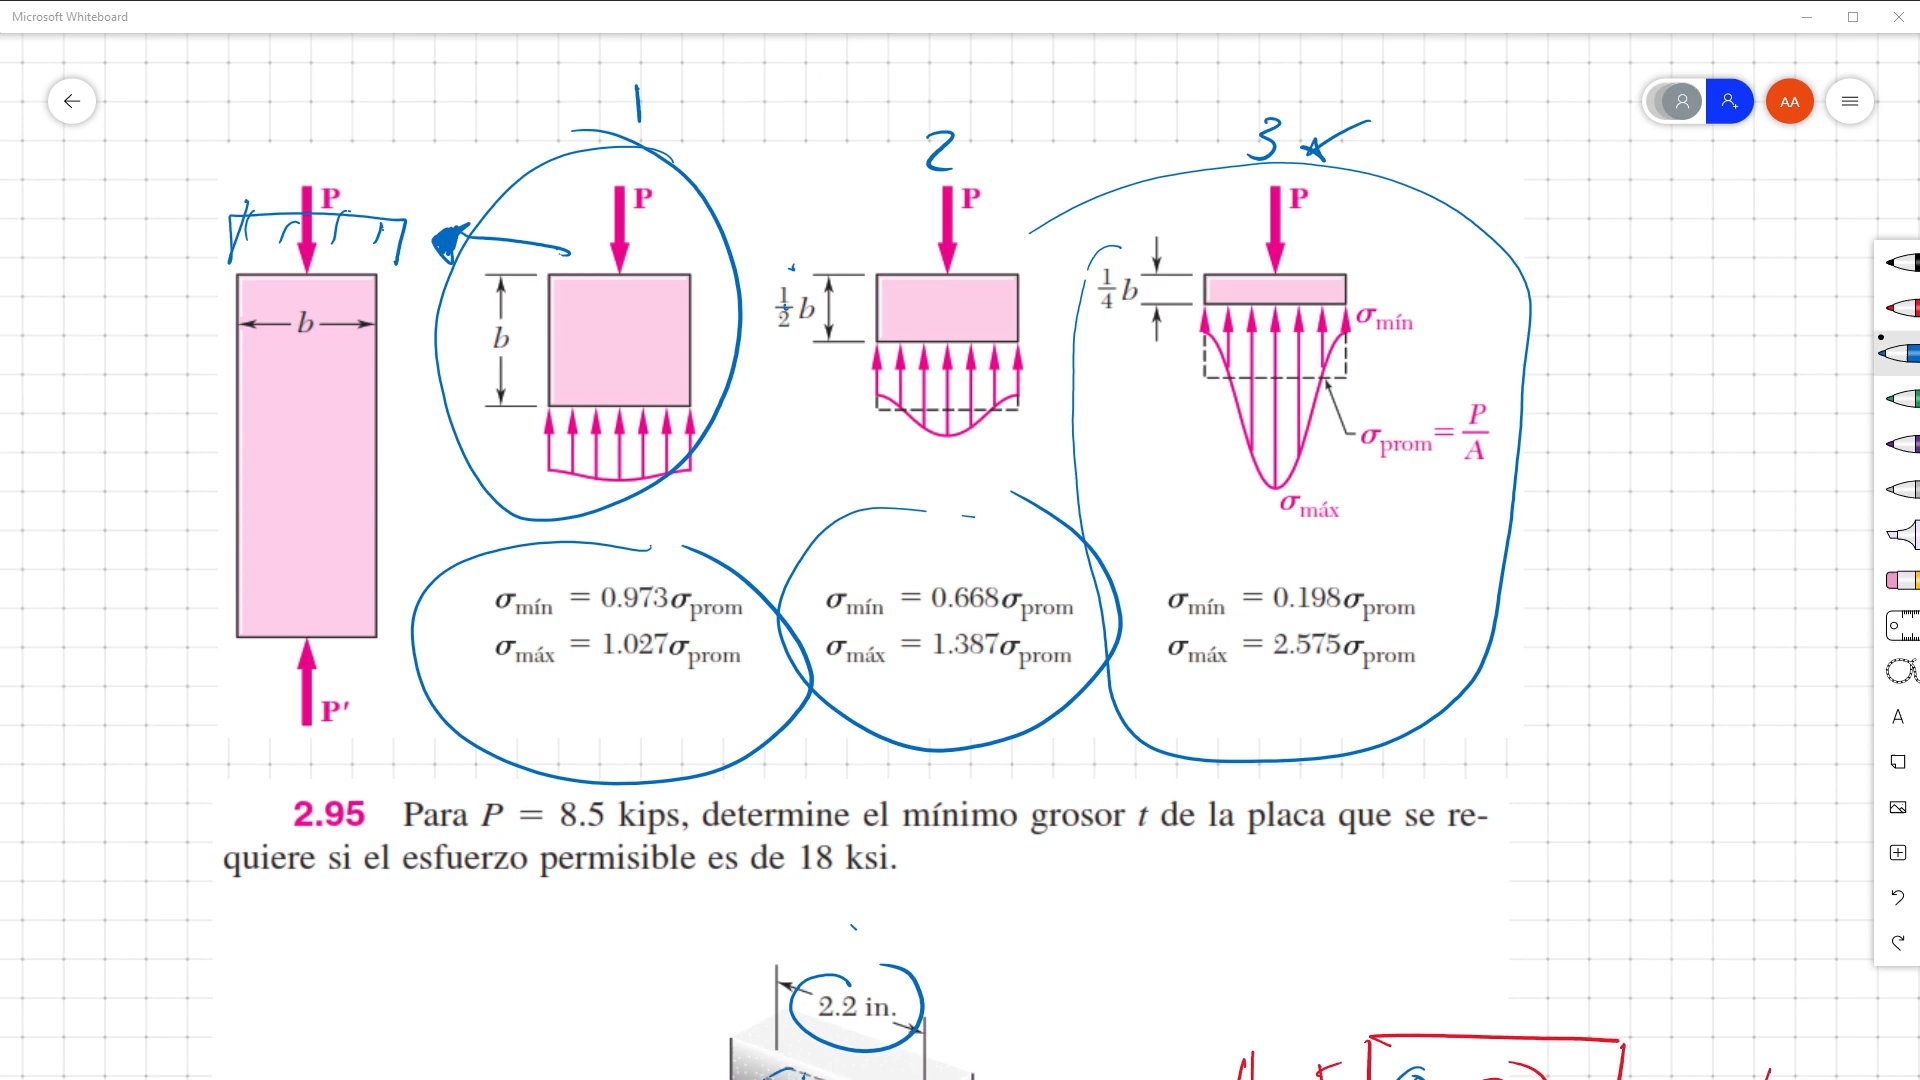 Microsoft Whiteboard
1
2
3
AA
P
P
P
P
b
b
1/2 b
1/4 b
σmín
σprom = P/A
σmáx
P′
σmín = 0.973σprom
σmáx = 1.027σprom
σmín = 0.668σprom
σmáx = 1.387σprom
σmín = 0.198σprom
σmáx = 2.575σprom
2.95 Para P = 8.5 kips, determine el mínimo grosor t de la placa que se re-
quiere si el esfuerzo permisible es de 18 ksi.
2.2 in.